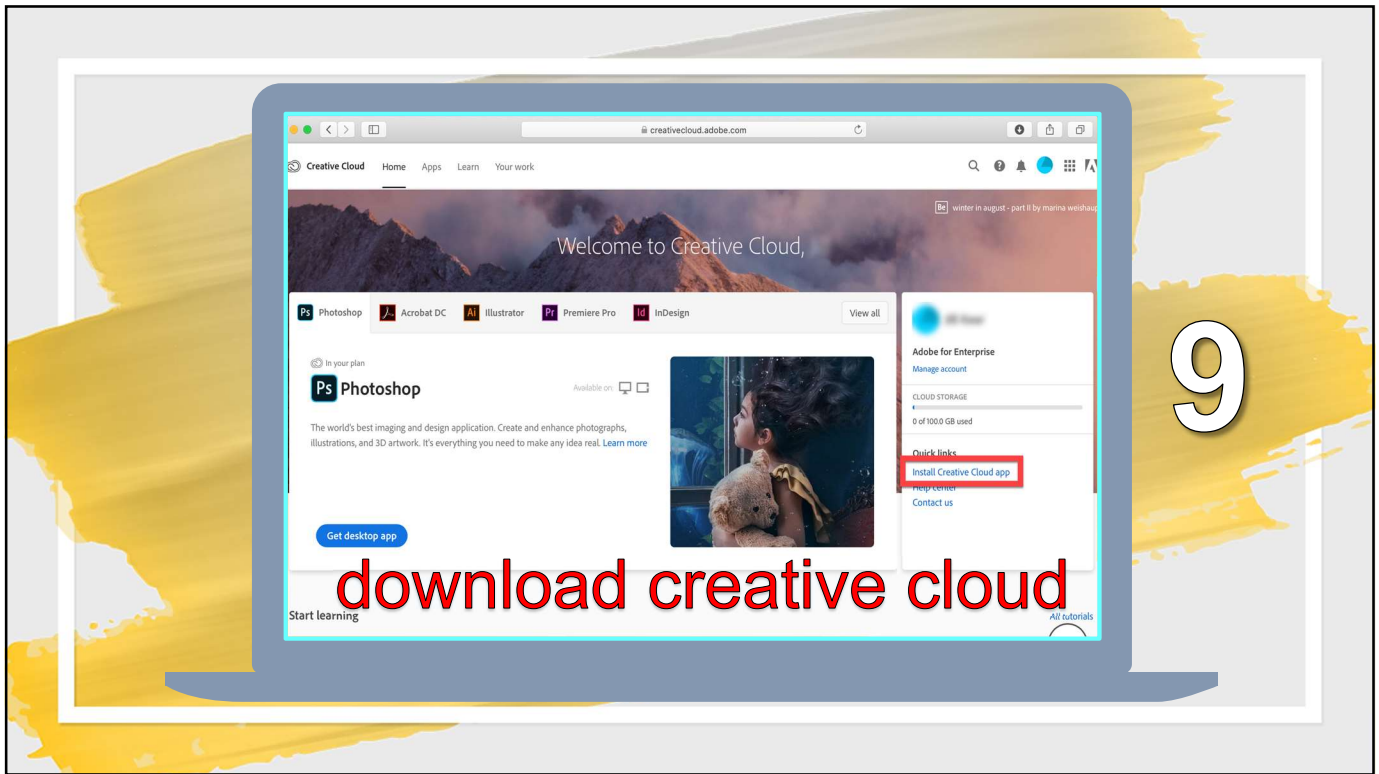 creativecloud.adobe.com
Creative Cloud Home Apps Learn Your work
Be winter in august - part II by marina weishaup
Welcome to Creative Cloud,
Ps Photoshop Acrobat DC Ai Illustrator Pr Premiere Pro Id InDesign View all
In your plan
Ps Photoshop Available on:
The world's best imaging and design application. Create and enhance photographs,
illustrations, and 3D artwork. It's everything you need to make any idea real. Learn more
Get desktop app
Adobe for Enterprise
Manage account
CLOUD STORAGE
0 of 100.0 GB used
Quick links
Install Creative Cloud app
Help center
Contact us
9
download creative cloud
Start learning All tutorials